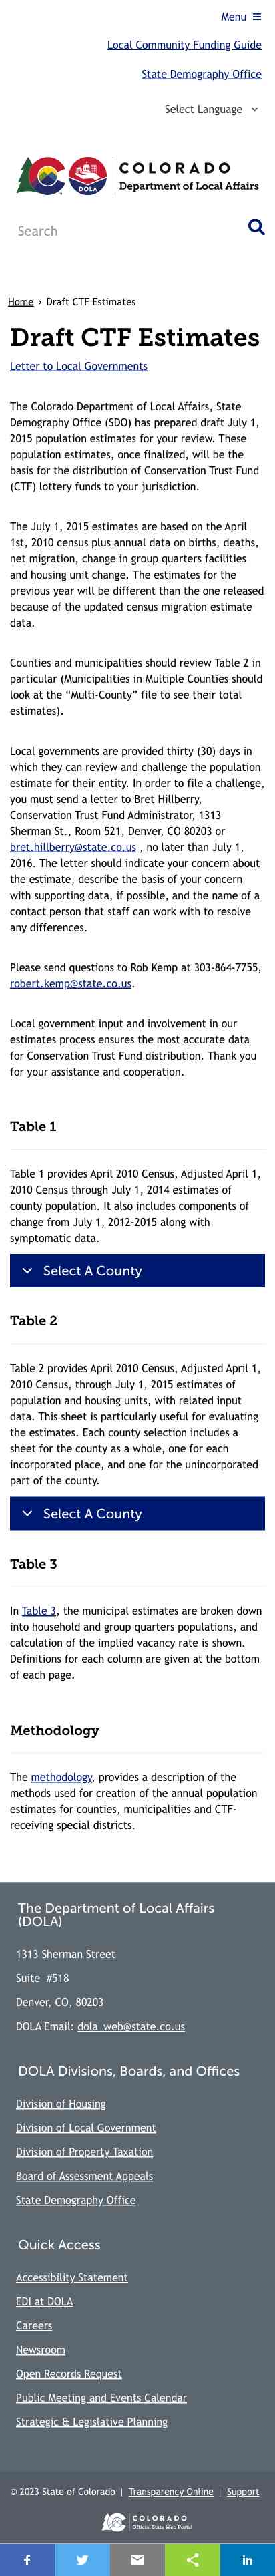 Menu
Local Community Funding Guide
State Demography Office
Select Language
CO
DOLA
COLORADO
Department of Local Affairs
Search
Home › Draft CTF Estimates
Draft CTF Estimates
Letter to Local Governments
The Colorado Department of Local Affairs, State
Demography Office (SDO) has prepared draft July 1,
2015 population estimates for your review. These
population estimates, once finalized, will be the
basis for the distribution of Conservation Trust Fund
(CTF) lottery funds to your jurisdiction.
The July 1, 2015 estimates are based on the April
1st, 2010 census plus annual data on births, deaths,
net migration, change in group quarters facilities
and housing unit change. The estimates for the
previous year will be different than the one released
because of the updated census migration estimate
data.
Counties and municipalities should review Table 2 in
particular (Municipalities in Multiple Counties should
look at the “Multi-County” file to see their total
estimates).
Local governments are provided thirty (30) days in
which they can review and challenge the population
estimate for their entity. In order to file a challenge,
you must send a letter to Bret Hillberry,
Conservation Trust Fund Administrator, 1313
Sherman St., Room 521, Denver, CO 80203 or
bret.hillberry@state.co.us , no later than July 1,
2016. The letter should indicate your concern about
the estimate, describe the basis of your concern
with supporting data, if possible, and the name of a
contact person that staff can work with to resolve
any differences.
Please send questions to Rob Kemp at 303-864-7755,
robert.kemp@state.co.us.
Local government input and involvement in our
estimates process ensures the most accurate data
for Conservation Trust Fund distribution. Thank you
for your assistance and cooperation.
Table 1
Table 1 provides April 2010 Census, Adjusted April 1,
2010 Census through July 1, 2014 estimates of
county population. It also includes components of
change from July 1, 2012-2015 along with
symptomatic data.
Select A County
Table 2
Table 2 provides April 2010 Census, Adjusted April 1,
2010 Census, through July 1, 2015 estimates of
population and housing units, with related input
data. This sheet is particularly useful for evaluating
the estimates. Each county selection includes a
sheet for the county as a whole, one for each
incorporated place, and one for the unincorporated
part of the county.
Select A County
Table 3
In Table 3, the municipal estimates are broken down
into household and group quarters populations, and
calculation of the implied vacancy rate is shown.
Definitions for each column are given at the bottom
of each page.
Methodology
The methodology, provides a description of the
methods used for creation of the annual population
estimates for counties, municipalities and CTF-
receiving special districts.
The Department of Local Affairs
(DOLA)
1313 Sherman Street
Suite #518
Denver, CO, 80203
DOLA Email: dola_web@state.co.us
DOLA Divisions, Boards, and Offices
Division of Housing
Division of Local Government
Division of Property Taxation
Board of Assessment Appeals
State Demography Office
Quick Access
Accessibility Statement
EDI at DOLA
Careers
Newsroom
Open Records Request
Public Meeting and Events Calendar
Strategic & Legislative Planning
© 2023 State of Colorado | Transparency Online | Support
COLORADO
Official State Web Portal